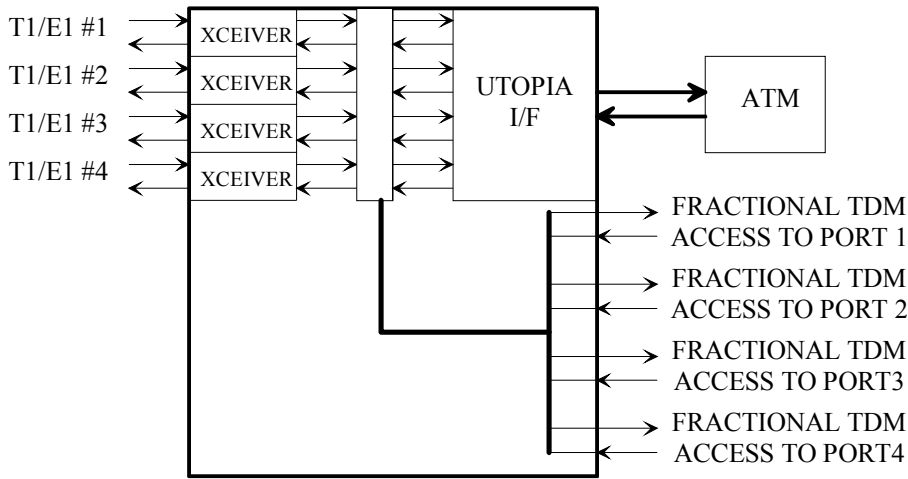 T1/E1 #1
T1/E1 #2
T1/E1 #3
T1/E1 #4
XCEIVER
XCEIVER
XCEIVER
XCEIVER
UTOPIA
I/F
ATM
FRACTIONAL TDM
ACCESS TO PORT 1
FRACTIONAL TDM
ACCESS TO PORT 2
FRACTIONAL TDM
ACCESS TO PORT3
FRACTIONAL TDM
ACCESS TO PORT4